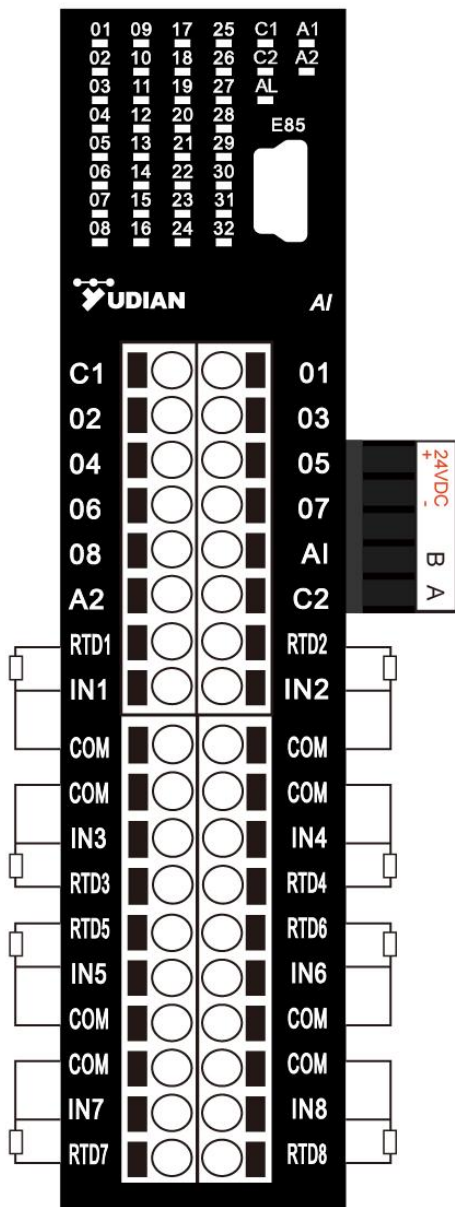 01 09 17 25 C1 A1
02 10 18 26 C2 A2
03 11 19 27 AL
04 12 20 28
E85
05 13 21 29
06 14 22 30
07 15 23 31
08 16 24 32
YUDIAN AI
C1 01
02 03
04 05
06 07
08 AI
A2 C2
RTD1 RTD2
IN1 IN2
COM COM
COM COM
IN3 IN4
RTD3 RTD4
RTD5 RTD6
IN5 IN6
COM COM
COM COM
IN7 IN8
RTD7 RTD8
24VDC
+ -
B A